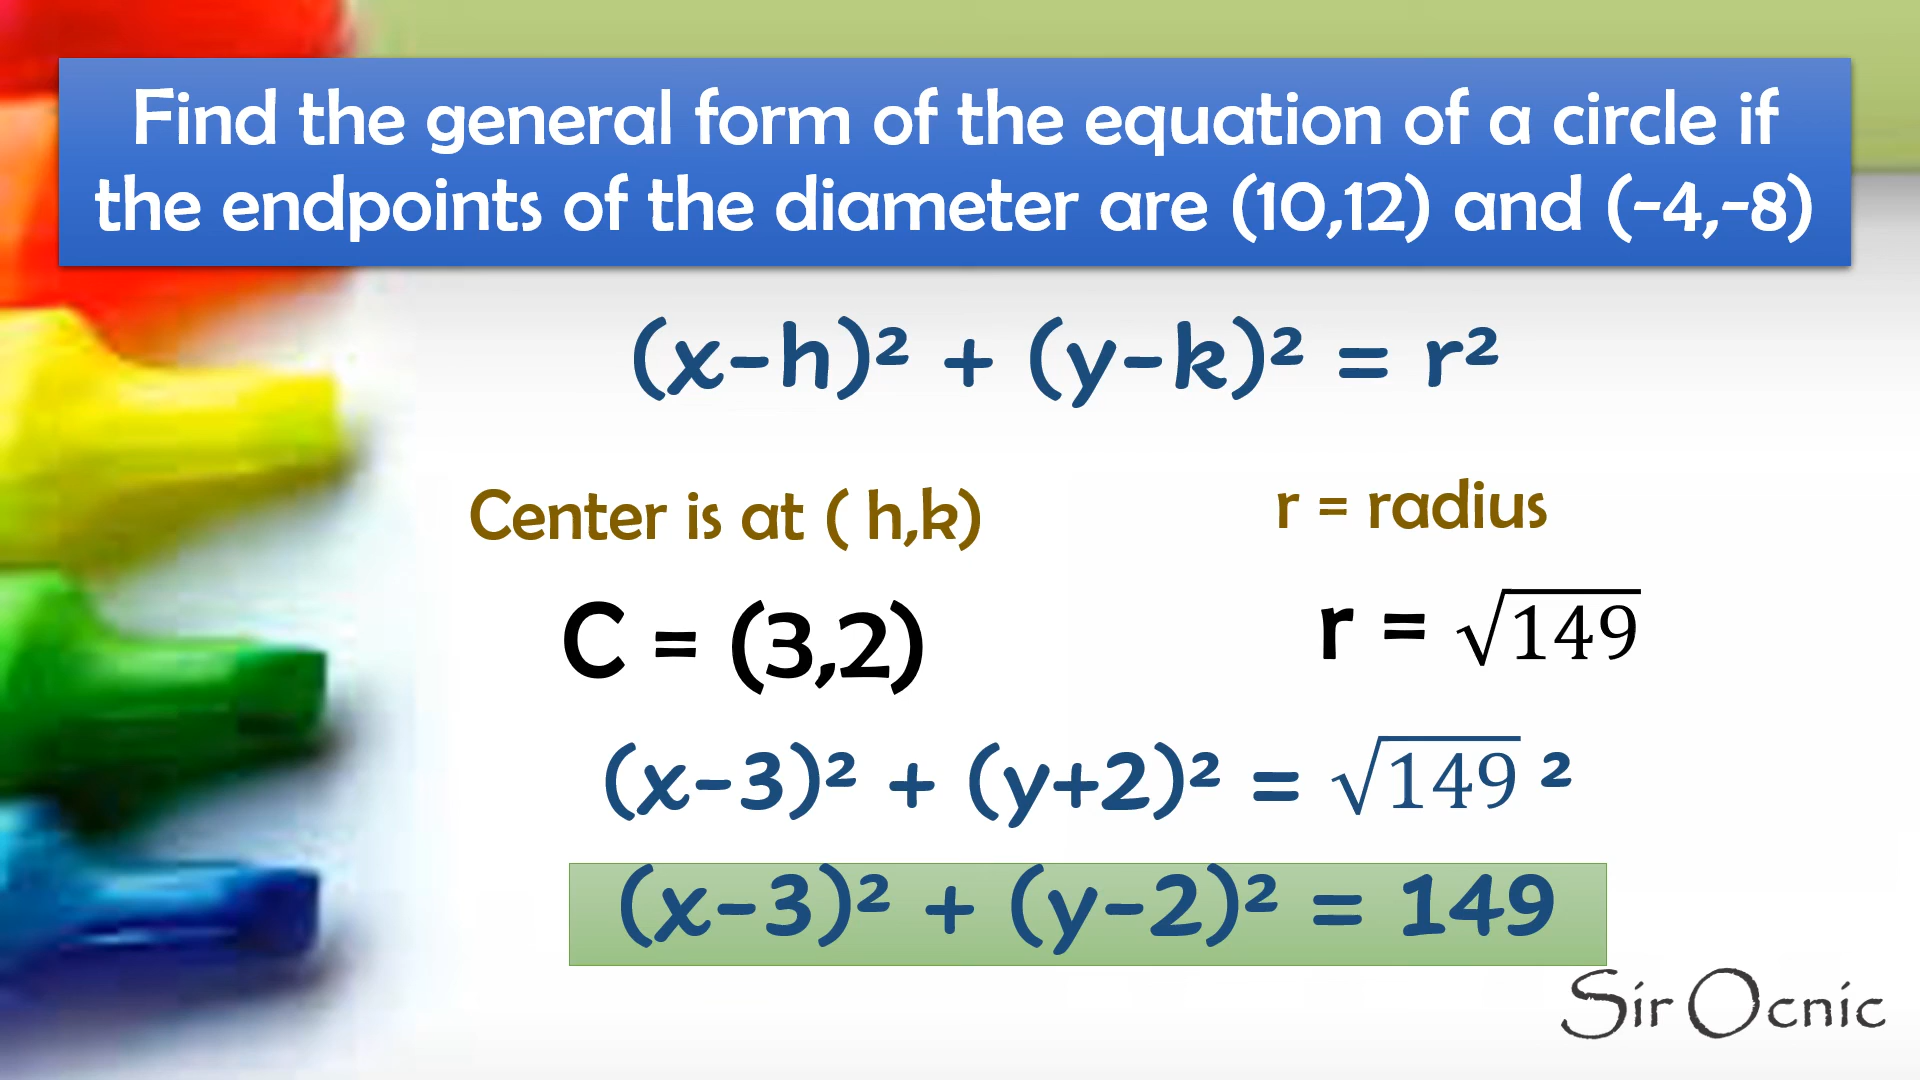 Find the general form of the equation of a circle if
the endpoints of the diameter are (10,12) and (-4,-8)
(x-h)² + (y-k)² = r²
Center is at ( h,k)
r = radius
C = (3,2)
r = √149
(x-3)² + (y+2)² = √149 ²
(x-3)² + (y-2)² = 149
Sir Ocnic